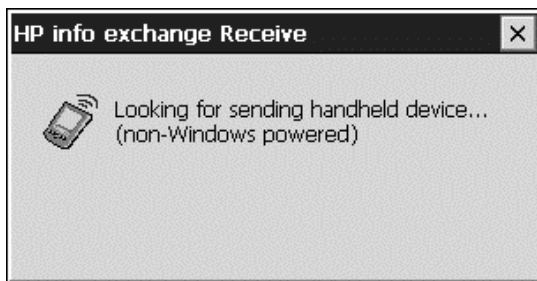 HP info exchange Receive
Looking for sending handheld device...
(non-Windows powered)